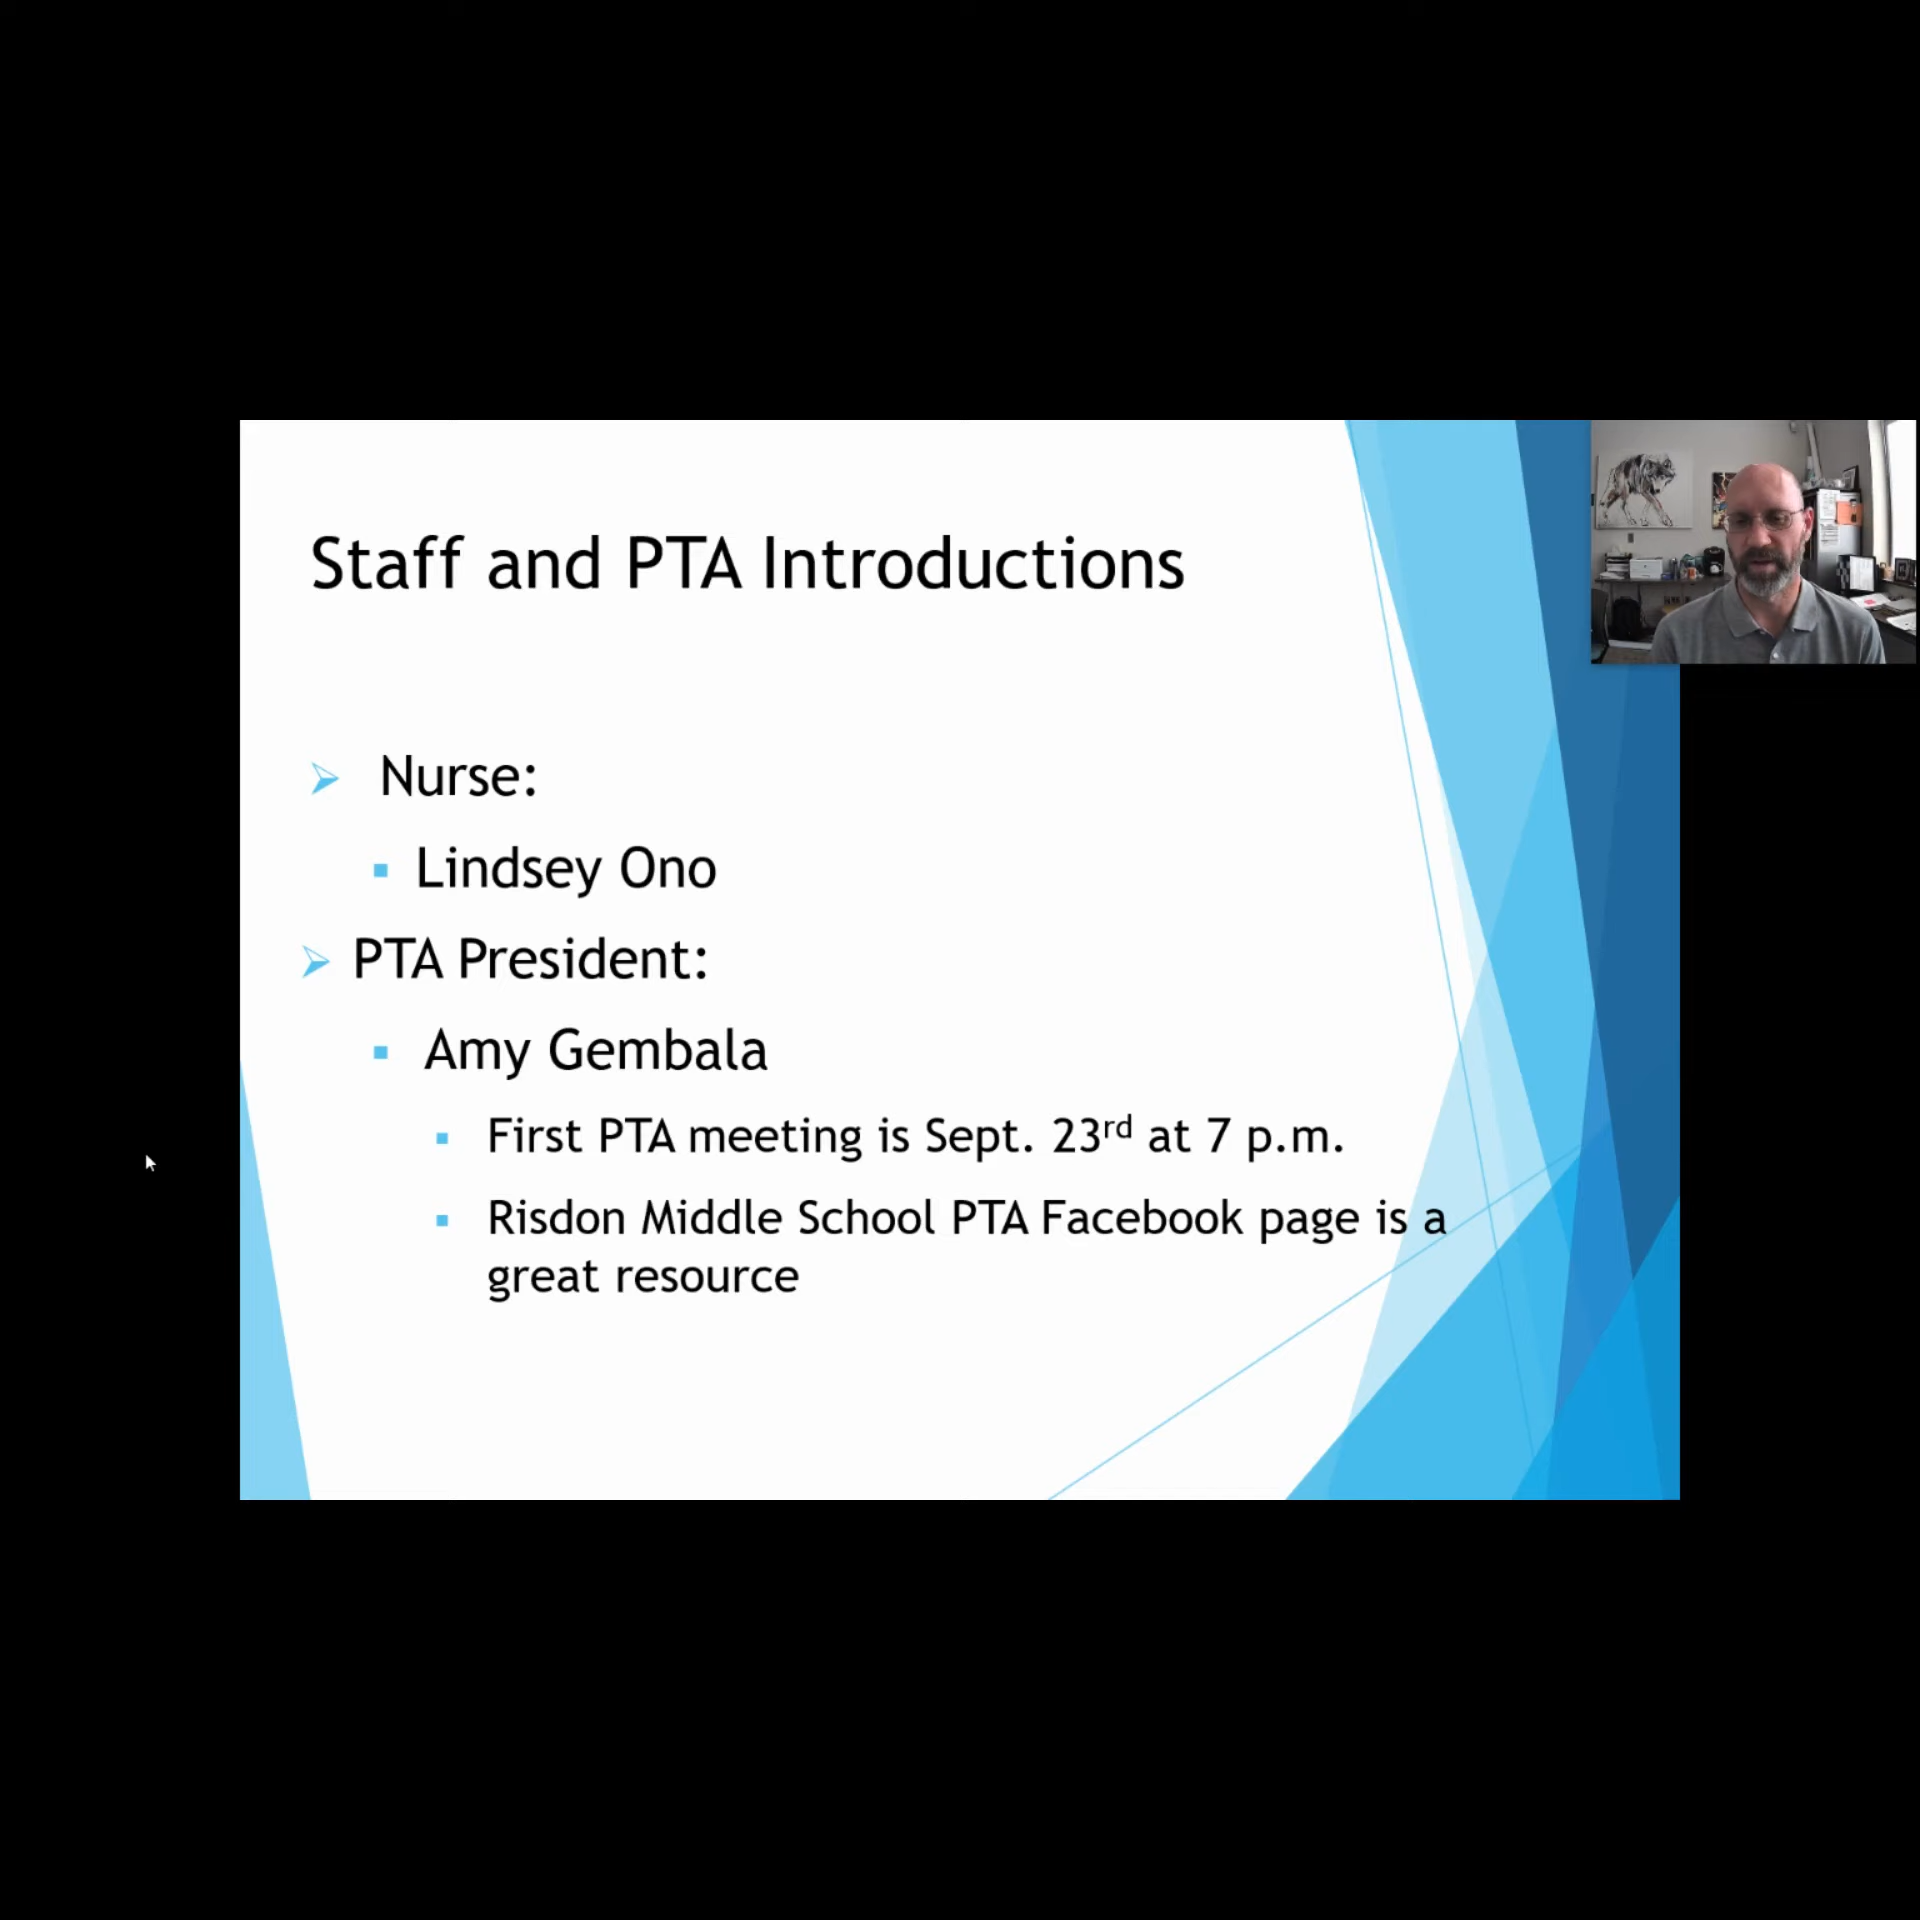 Staff and PTA Introductions
Nurse:
Lindsey Ono
PTA President:
Amy Gembala
First PTA meeting is Sept. 23rd at 7 p.m.
Risdon Middle School PTA Facebook page is a
great resource